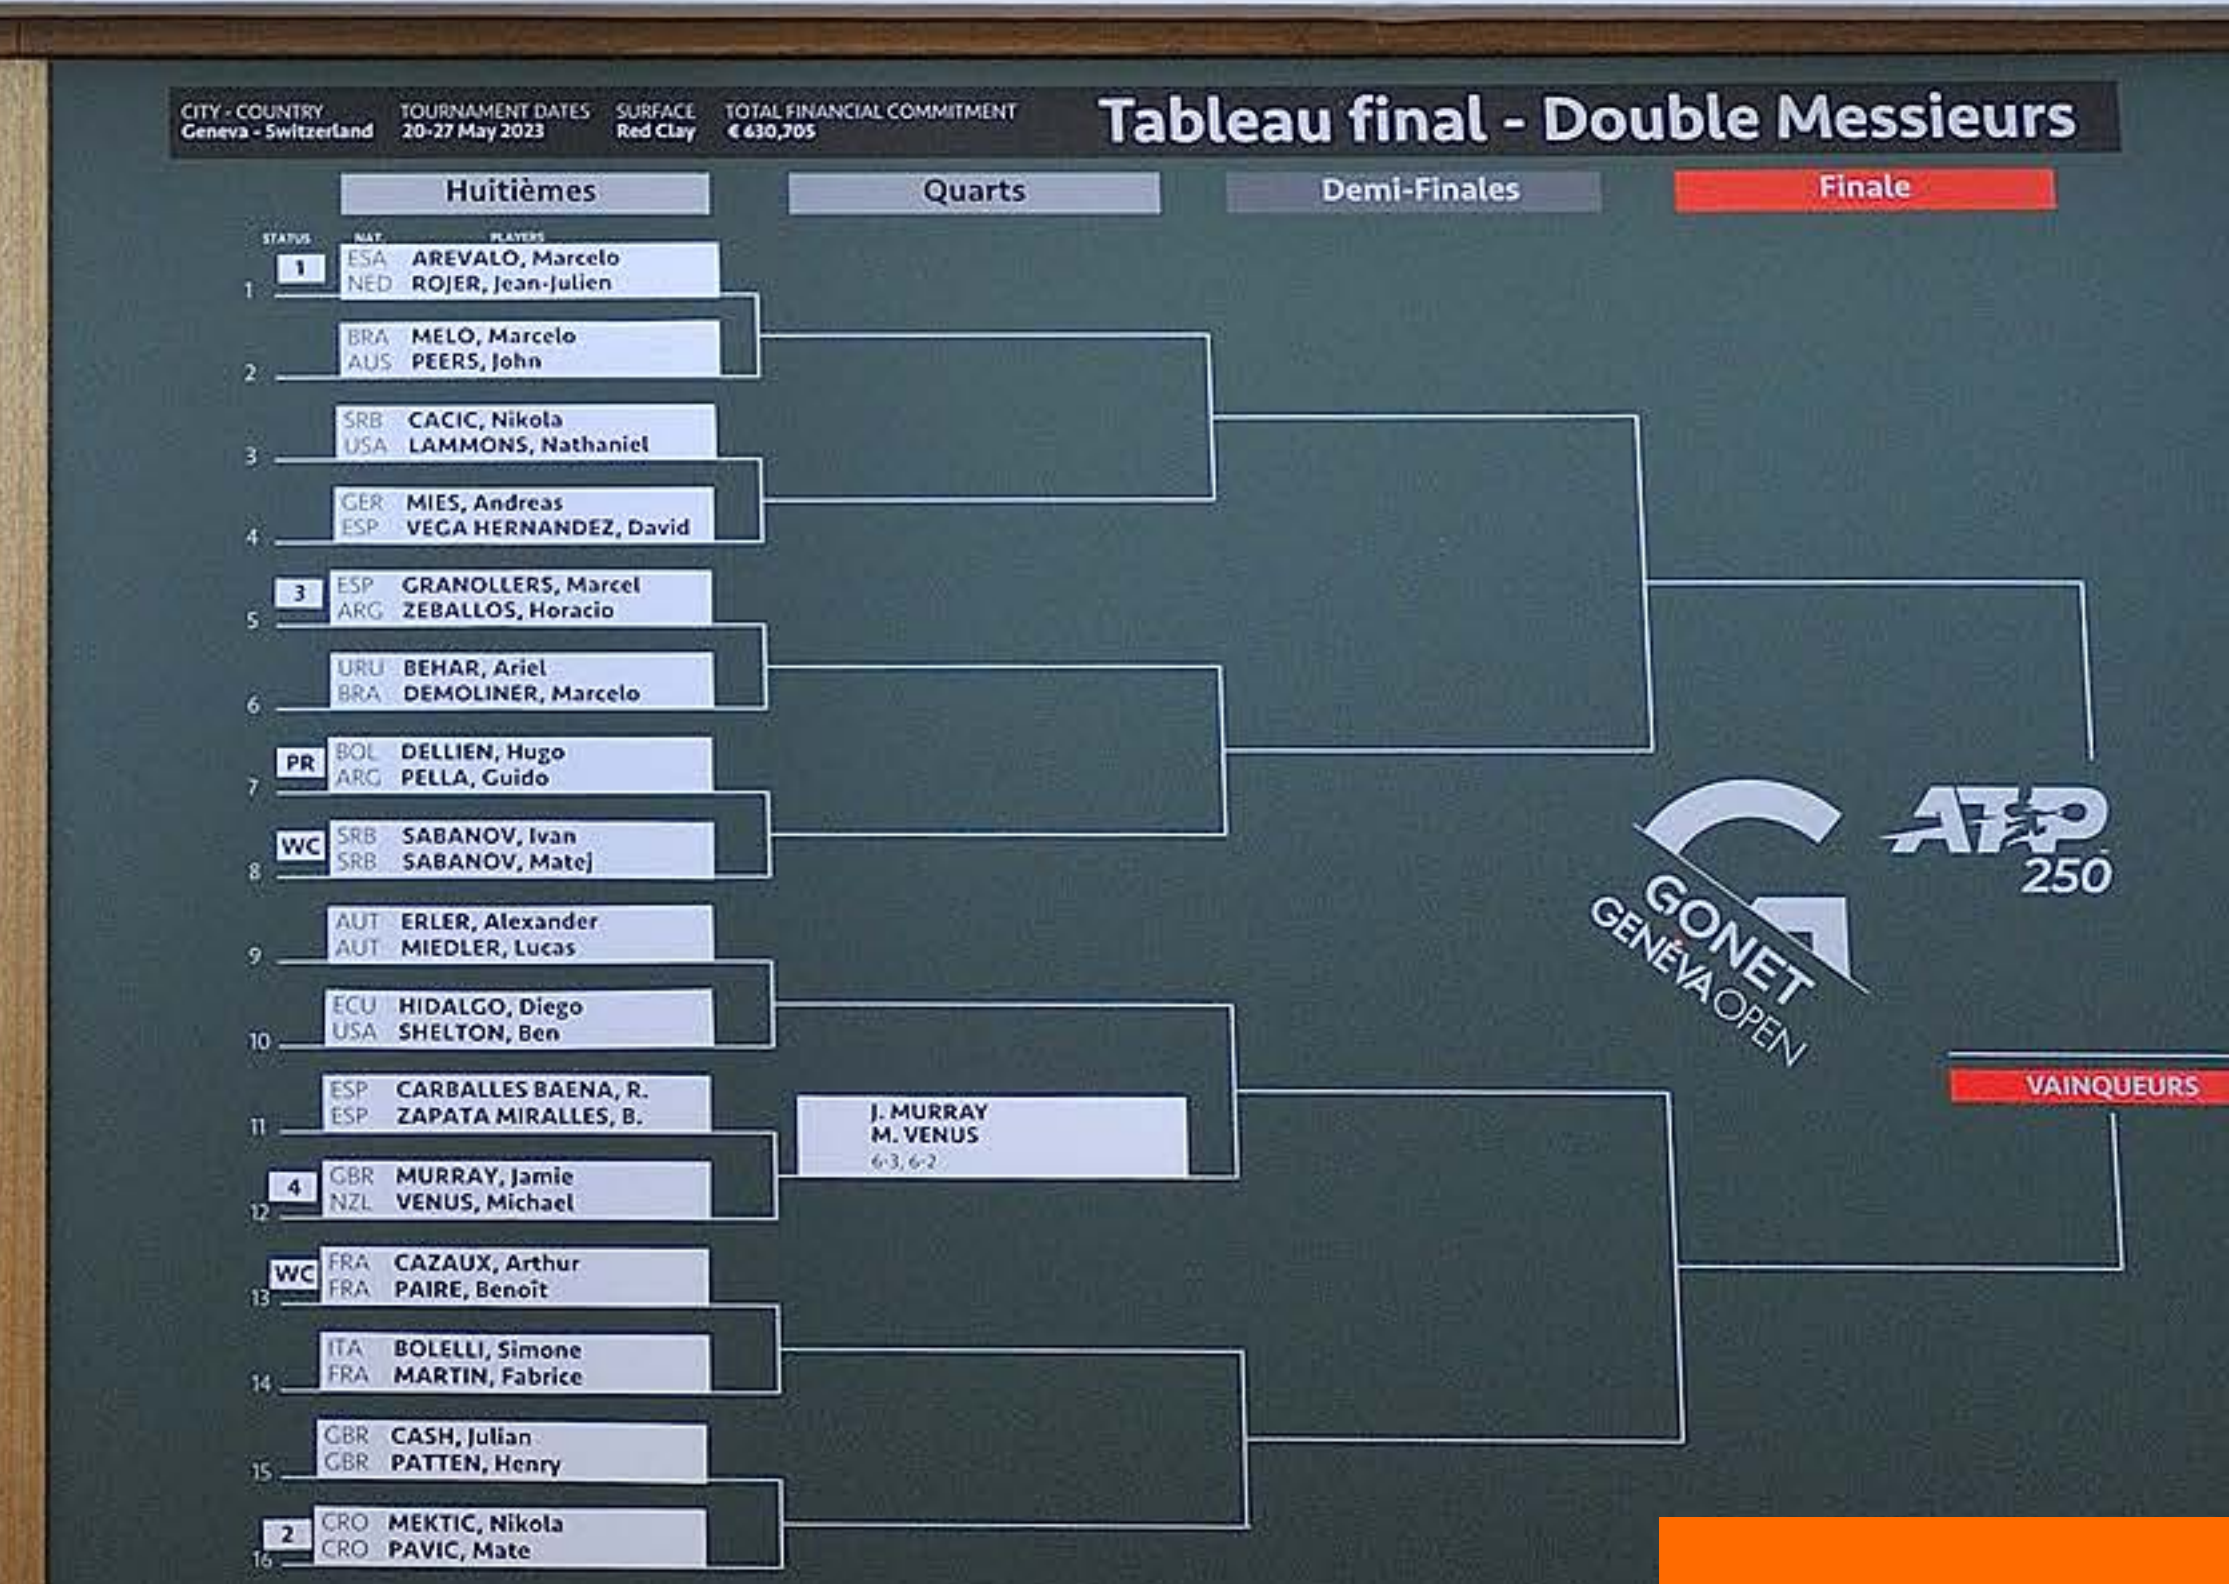 CITY - COUNTRY TOURNAMENT DATES SURFACE TOTAL FINANCIAL COMMITMENT
Geneva - Switzerland 20-27 May 2023 Red Clay € 630,705
Tableau final - Double Messieurs
Huitièmes Quarts Demi-Finales Finale
STATUS NAT. PLAYERS
1 ESA AREVALO, Marcelo
1 NED ROJER, Jean-Julien
BRA MELO, Marcelo
2 AUS PEERS, John
SRB CACIC, Nikola
3 USA LAMMONS, Nathaniel
GER MIES, Andreas
4 ESP VEGA HERNANDEZ, David
3 ESP GRANOLLERS, Marcel
5 ARG ZEBALLOS, Horacio
URU BEHAR, Ariel
6 BRA DEMOLINER, Marcelo
PR BOL DELLIEN, Hugo
7 ARG PELLA, Guido
WC SRB SABANOV, Ivan
8 SRB SABANOV, Matej
AUT ERLER, Alexander
9 AUT MIEDLER, Lucas
ECU HIDALGO, Diego
10 USA SHELTON, Ben
ESP CARBALLES BAENA, R.
11 ESP ZAPATA MIRALLES, B.
4 GBR MURRAY, Jamie
12 NZL VENUS, Michael
WC FRA CAZAUX, Arthur
13 FRA PAIRE, Benoît
ITA BOLELLI, Simone
14 FRA MARTIN, Fabrice
GBR CASH, Julian
15 GBR PATTEN, Henry
2 CRO MEKTIC, Nikola
16 CRO PAVIC, Mate
J. MURRAY
M. VENUS
6-3, 6-2
GONET
GENEVA OPEN
ATP
250
VAINQUEURS